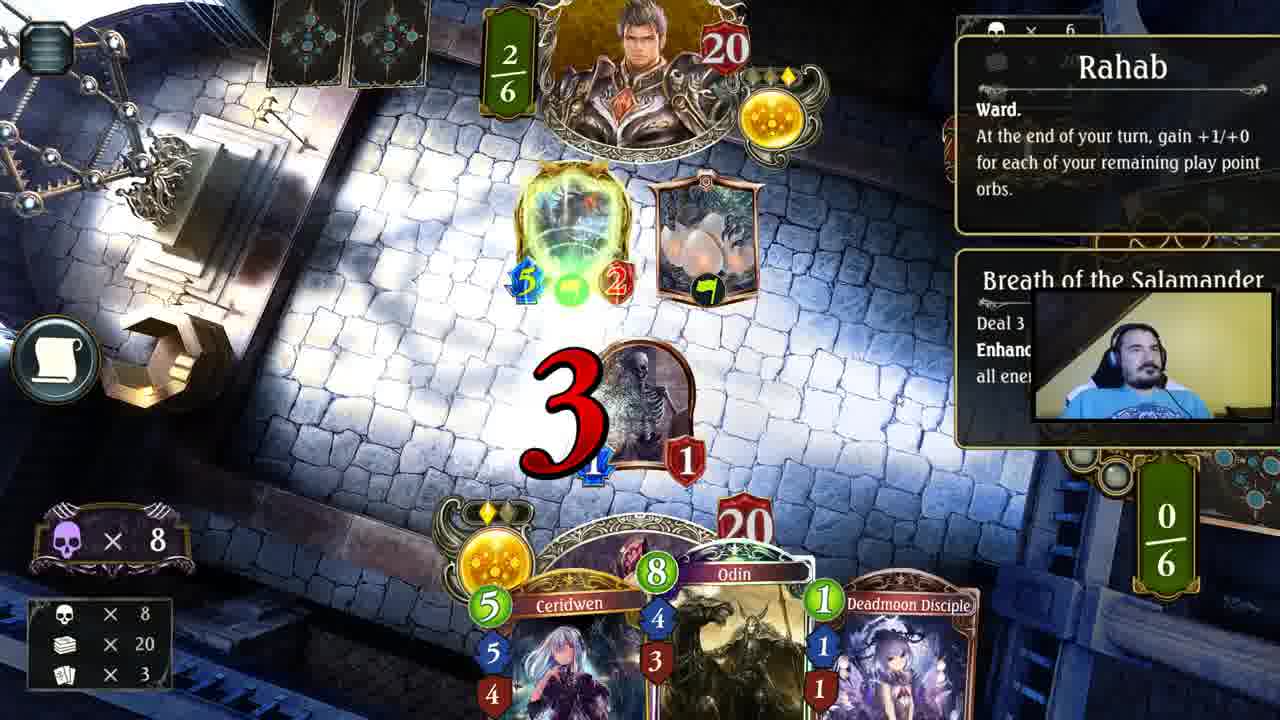 2
6
20
× 6
Rahab
Ward.
At the end of your turn, gain +1/+0
for each of your remaining play point
orbs.
5
2
Breath of the Salamander
Deal 3
Enhanc
all ene
3
1
1
× 8
20
0
6
× 8
× 20
× 3
5
Ceridwen
5
4
8
Odin
4
3
1
Deadmoon Disciple
1
1